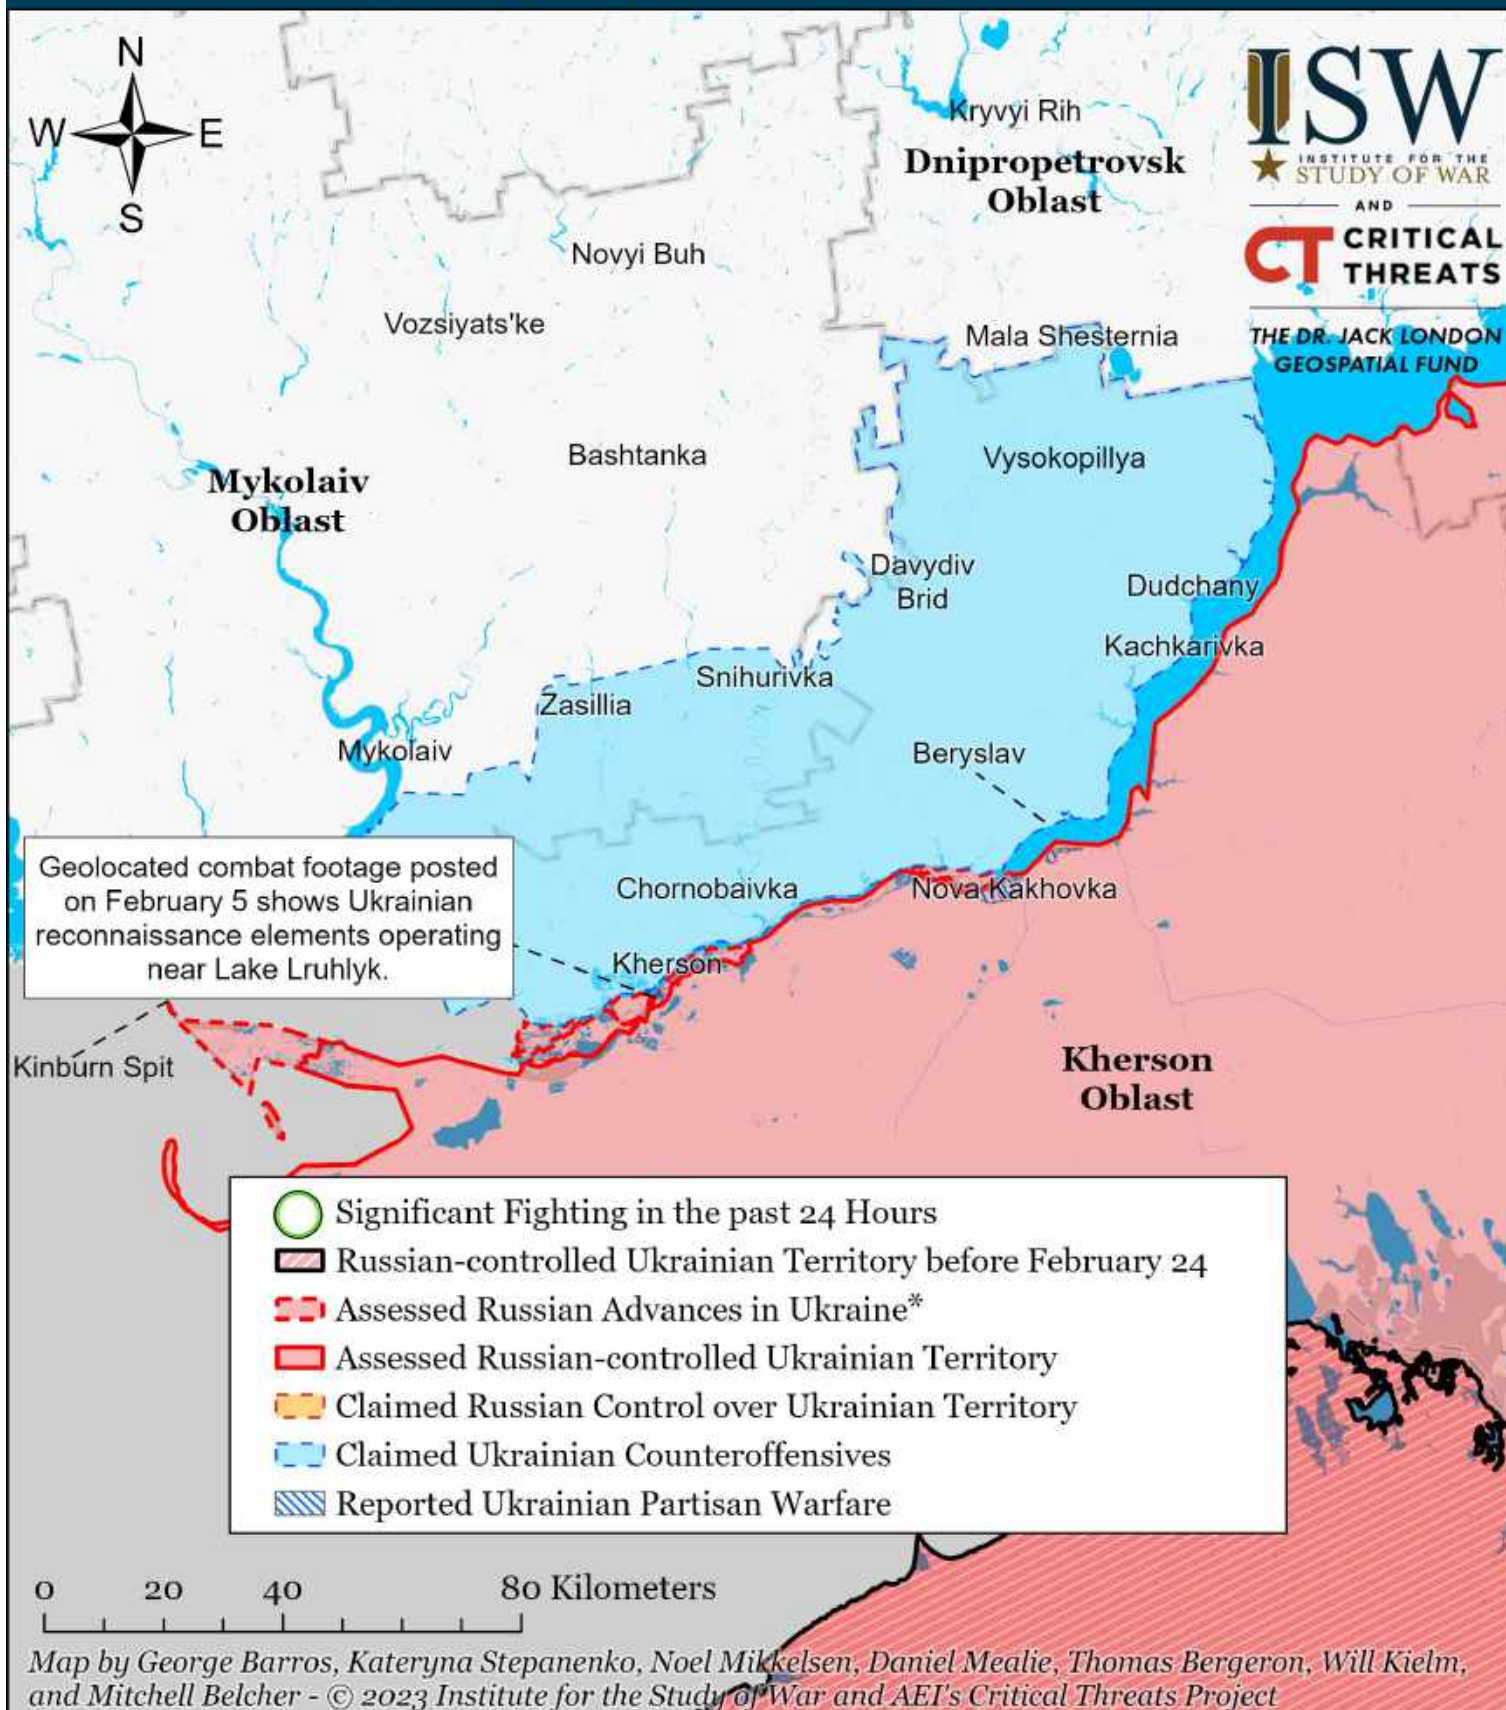 N
W E
S
ISW
INSTITUTE FOR THE
STUDY OF WAR
AND
CT CRITICAL
THREATS
THE DR. JACK LONDON
GEOSPATIAL FUND
Kryvyi Rih
Dnipropetrovsk
Oblast
Novyi Buh
Vozsiyats'ke
Mala Shesternia
Bashtanka
Vysokopillya
Mykolaiv
Oblast
Davydiv
Brid
Dudchany
Kachkarivka
Snihurivka
Zasillia
Mykolaiv
Beryslav
Geolocated combat footage posted
on February 5 shows Ukrainian
reconnaissance elements operating
near Lake Lruhlyk.
Chornobaivka
Nova Kakhovka
Kherson
Kinburn Spit
Kherson
Oblast
Significant Fighting in the past 24 Hours
Russian-controlled Ukrainian Territory before February 24
Assessed Russian Advances in Ukraine*
Assessed Russian-controlled Ukrainian Territory
Claimed Russian Control over Ukrainian Territory
Claimed Ukrainian Counteroffensives
Reported Ukrainian Partisan Warfare
0 20 40 80 Kilometers
Map by George Barros, Kateryna Stepanenko, Noel Mikkelsen, Daniel Mealie, Thomas Bergeron, Will Kielm,
and Mitchell Belcher - © 2023 Institute for the Study of War and AEI's Critical Threats Project